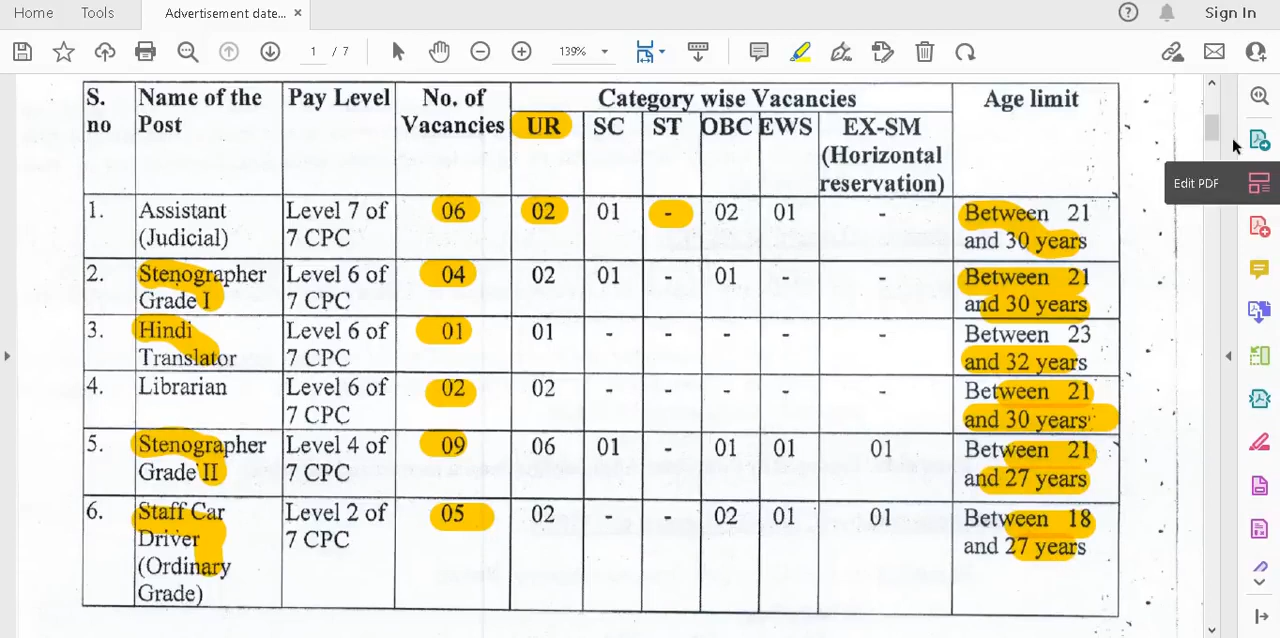 Home Tools Advertisement date... × Sign In
1 / 7 139%
Edit PDF
S. no Name of the Post Pay Level No. of Vacancies Category wise Vacancies Age limit
UR SC ST OBC EWS EX-SM (Horizontal reservation)
1. Assistant (Judicial) Level 7 of 7 CPC 06 02 01 - 02 01 - Between 21 and 30 years
2. Stenographer Grade I Level 6 of 7 CPC 04 02 01 - 01 - - Between 21 and 30 years
3. Hindi Translator Level 6 of 7 CPC 01 01 - - - - - Between 23 and 32 years
4. Librarian Level 6 of 7 CPC 02 02 - - - - - Between 21 and 30 years
5. Stenographer Grade II Level 4 of 7 CPC 09 06 01 - 01 01 01 Between 21 and 27 years
6. Staff Car Driver (Ordinary Grade) Level 2 of 7 CPC 05 02 - - 02 01 01 Between 18 and 27 years